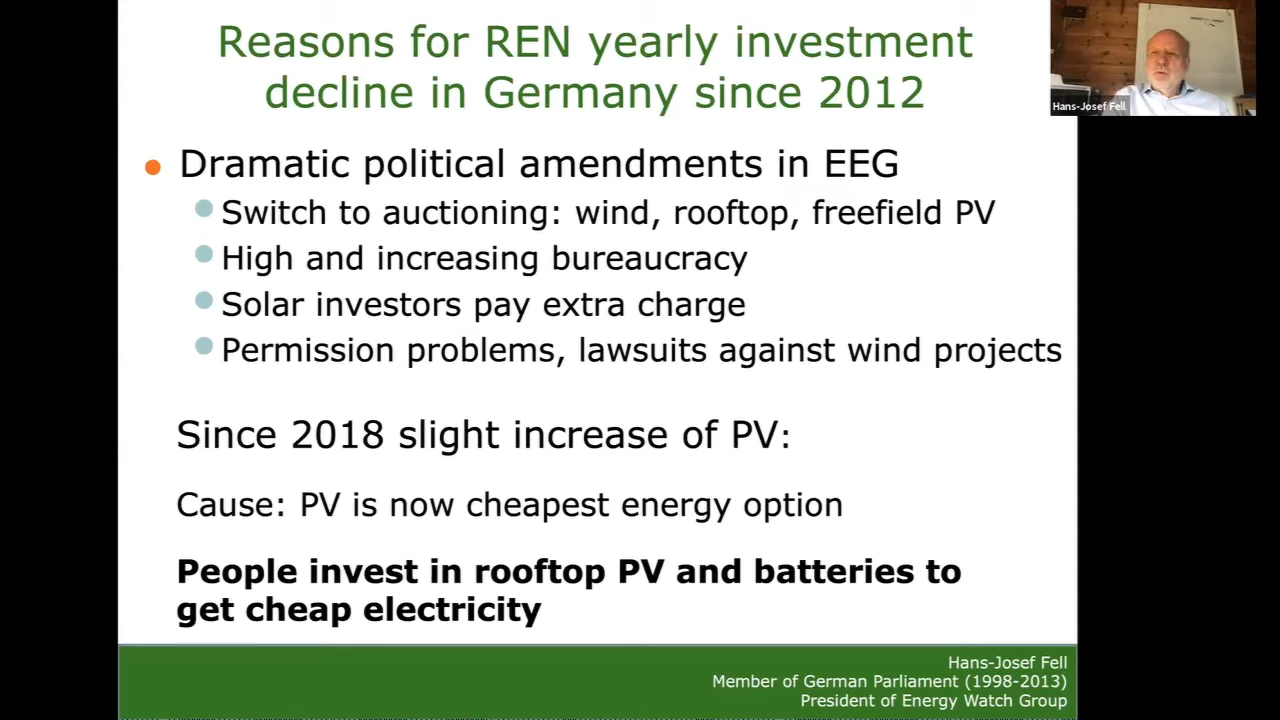 Reasons for REN yearly investment
decline in Germany since 2012
Dramatic political amendments in EEG
Switch to auctioning: wind, rooftop, freefield PV
High and increasing bureaucracy
Solar investors pay extra charge
Permission problems, lawsuits against wind projects
Since 2018 slight increase of PV:
Cause: PV is now cheapest energy option
People invest in rooftop PV and batteries to
get cheap electricity
Hans-Josef Fell
Member of German Parliament (1998-2013)
President of Energy Watch Group
Hans-Josef Fell